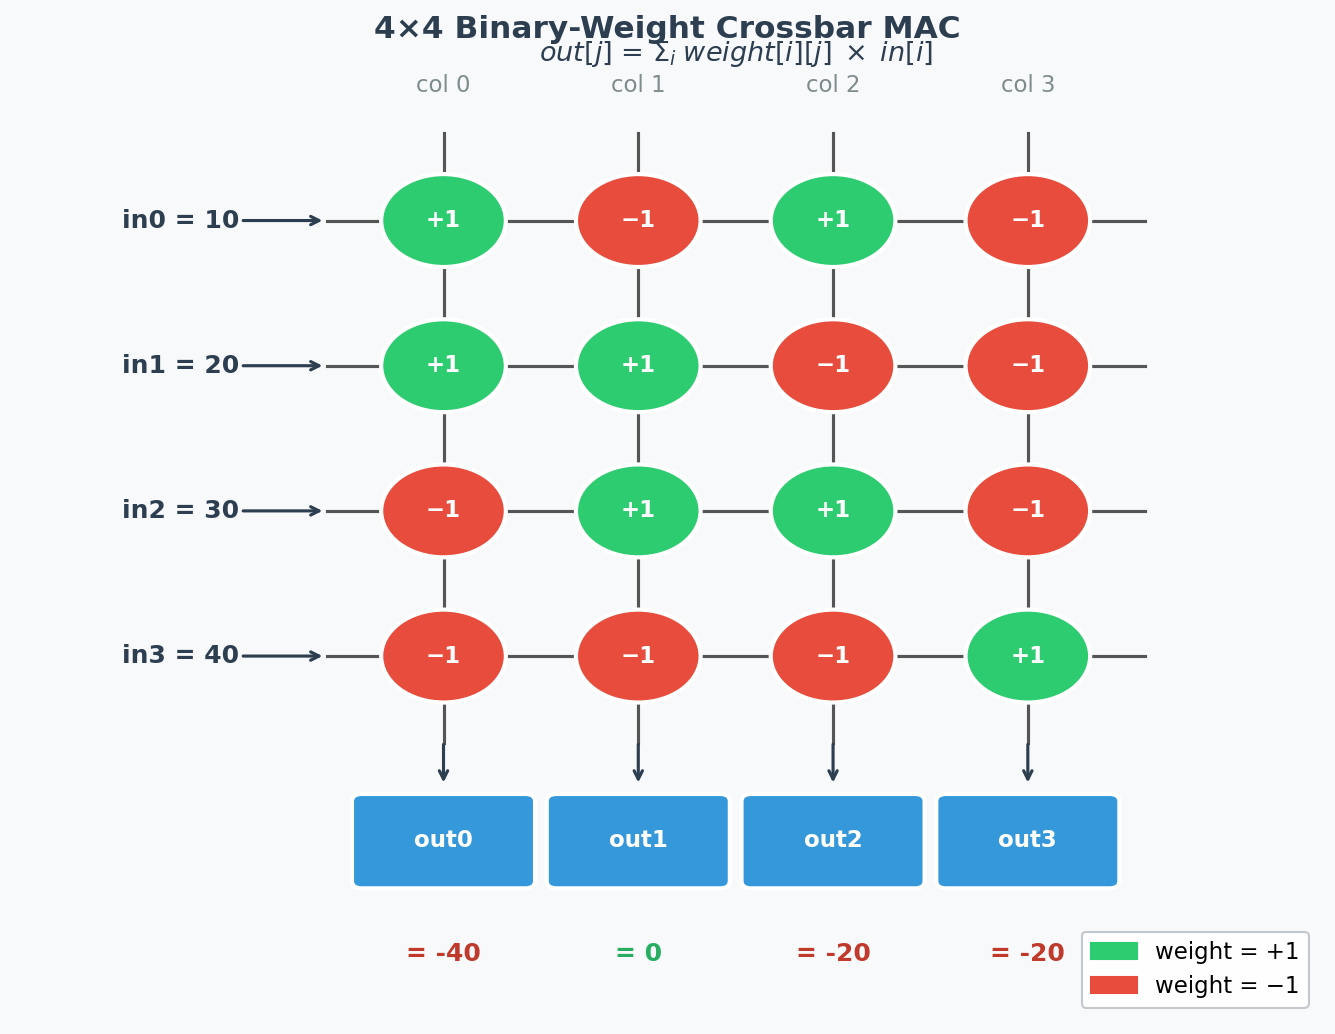 4×4 Binary-Weight Crossbar MAC
out[j] = Σᵢ weight[i][j] × in[i]
col 0 col 1 col 2 col 3
in0 = 10 +1 −1 +1 −1
in1 = 20 +1 +1 −1 −1
in2 = 30 −1 +1 +1 −1
in3 = 40 −1 −1 −1 +1
out0 out1 out2 out3
= -40 = 0 = -20 = -20
weight = +1
weight = −1